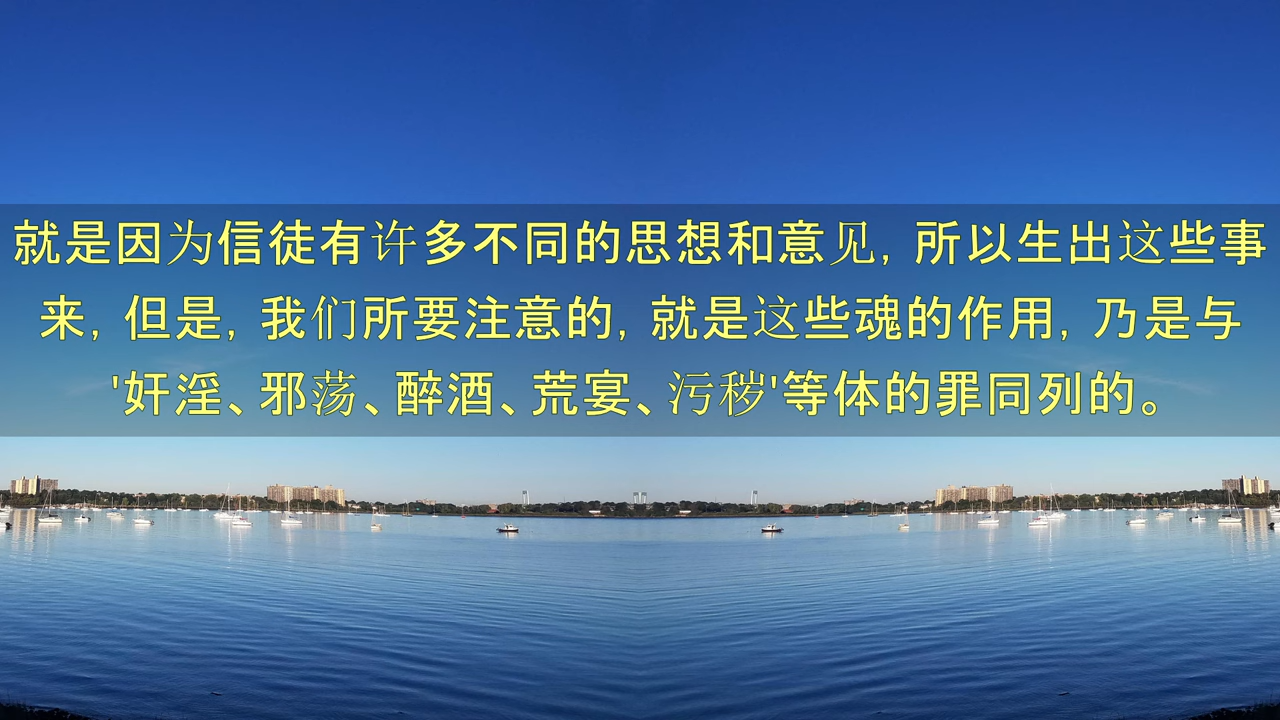 就是因为信徒有许多不同的思想和意见, 所以生出这些事
来, 但是, 我们所要注意的, 就是这些魂的作用, 乃是与
'奸淫、邪荡、醉酒、荒宴、污秽'等体的罪同列的。